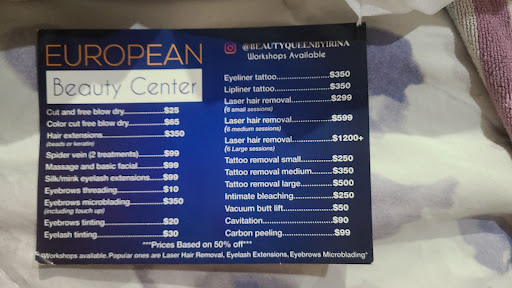 EUROPEAN
Beauty Center
Cut and free blow dry............$25
Color cut free blow dry..........$65
Hair extensions....................$350
(beads or keratin)
Spider vein (2 treatments).......$99
Massage and basic facial........$99
Silk/mink eyelash extensions.....$99
Eyebrows threading...............$10
Eyebrows microblading..........$350
(including touch up)
Eyebrows tinting...................$20
Eyelash tinting......................$30
@BEAUTYQUEENBYIRINA
Workshops Available
Eyeliner tattoo....................$350
Lipliner tattoo.....................$350
Laser hair removal..............$299
(6 small sessions)
Laser hair removal..............$599
(6 medium sessions)
Laser hair removal..............$1200+
(6 Large sessions)
Tattoo removal small............$250
Tattoo removal medium.........$350
Tattoo removal large............$500
Intimate bleaching...............$250
Vacuum butt lift...................$50
Cavitation...........................$90
Carbon peeling....................$99
***Prices Based on 50% off***
*Workshops available. Popular ones are Laser Hair Removal, Eyelash Extensions, Eyebrows Microblading*